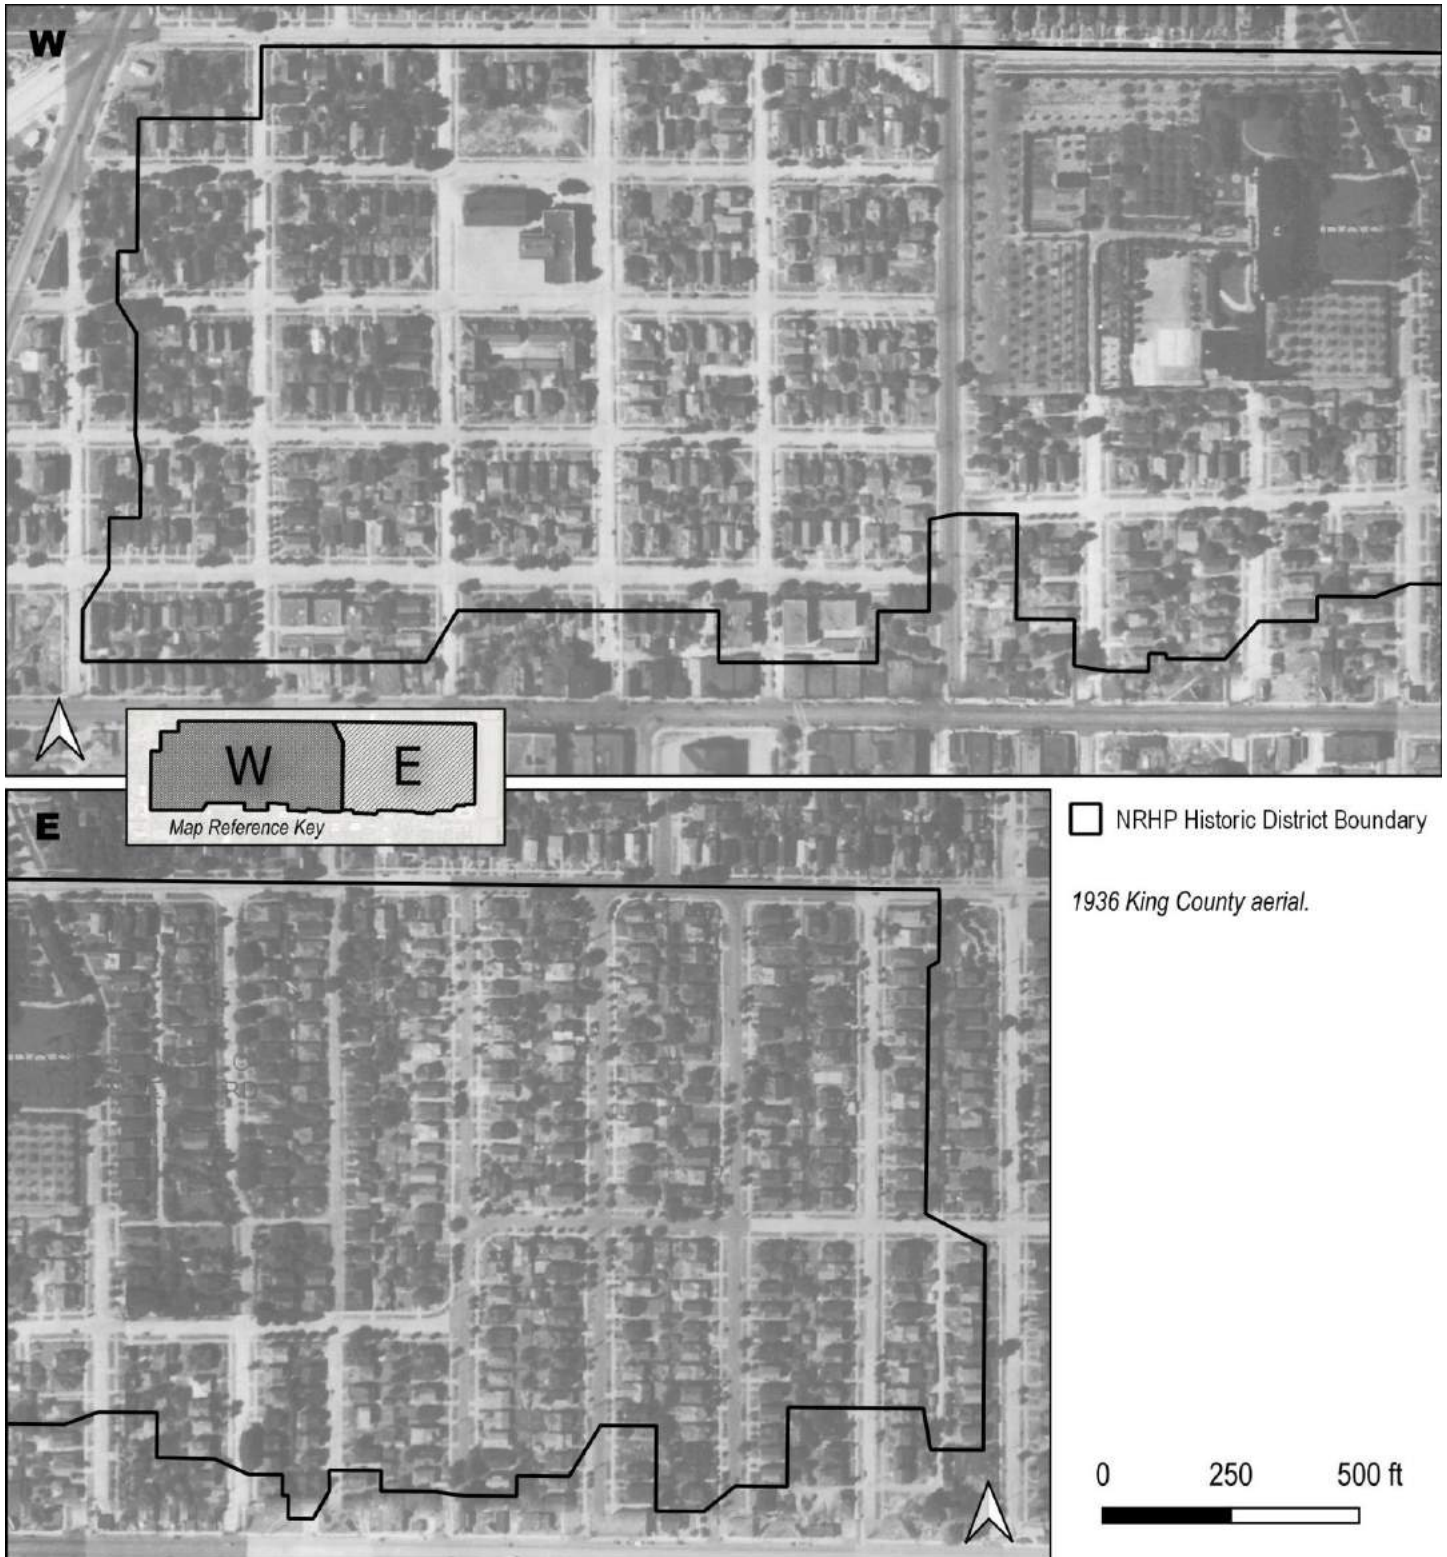 W
W
E
Map Reference Key
E
NRHP Historic District Boundary
1936 King County aerial.
0 250 500 ft